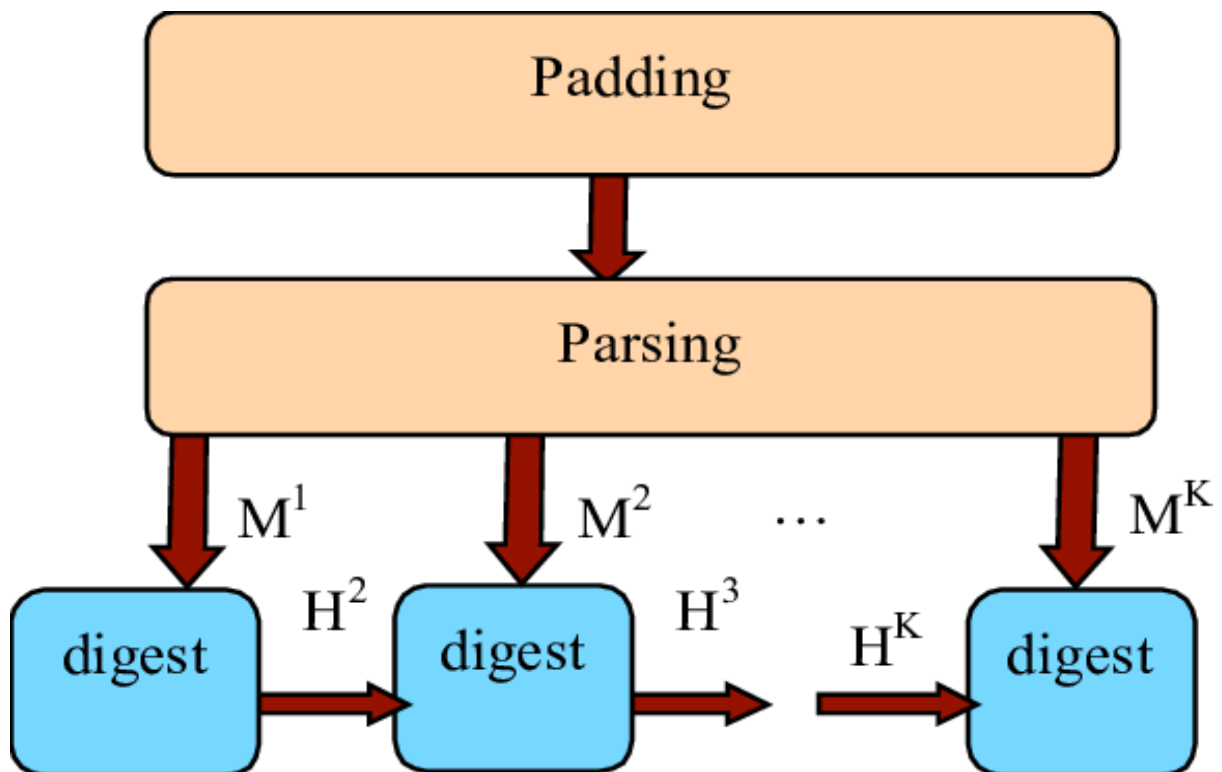 Padding
Parsing
M¹ M² … Mᴷ
H² H³ Hᴷ
digest digest digest